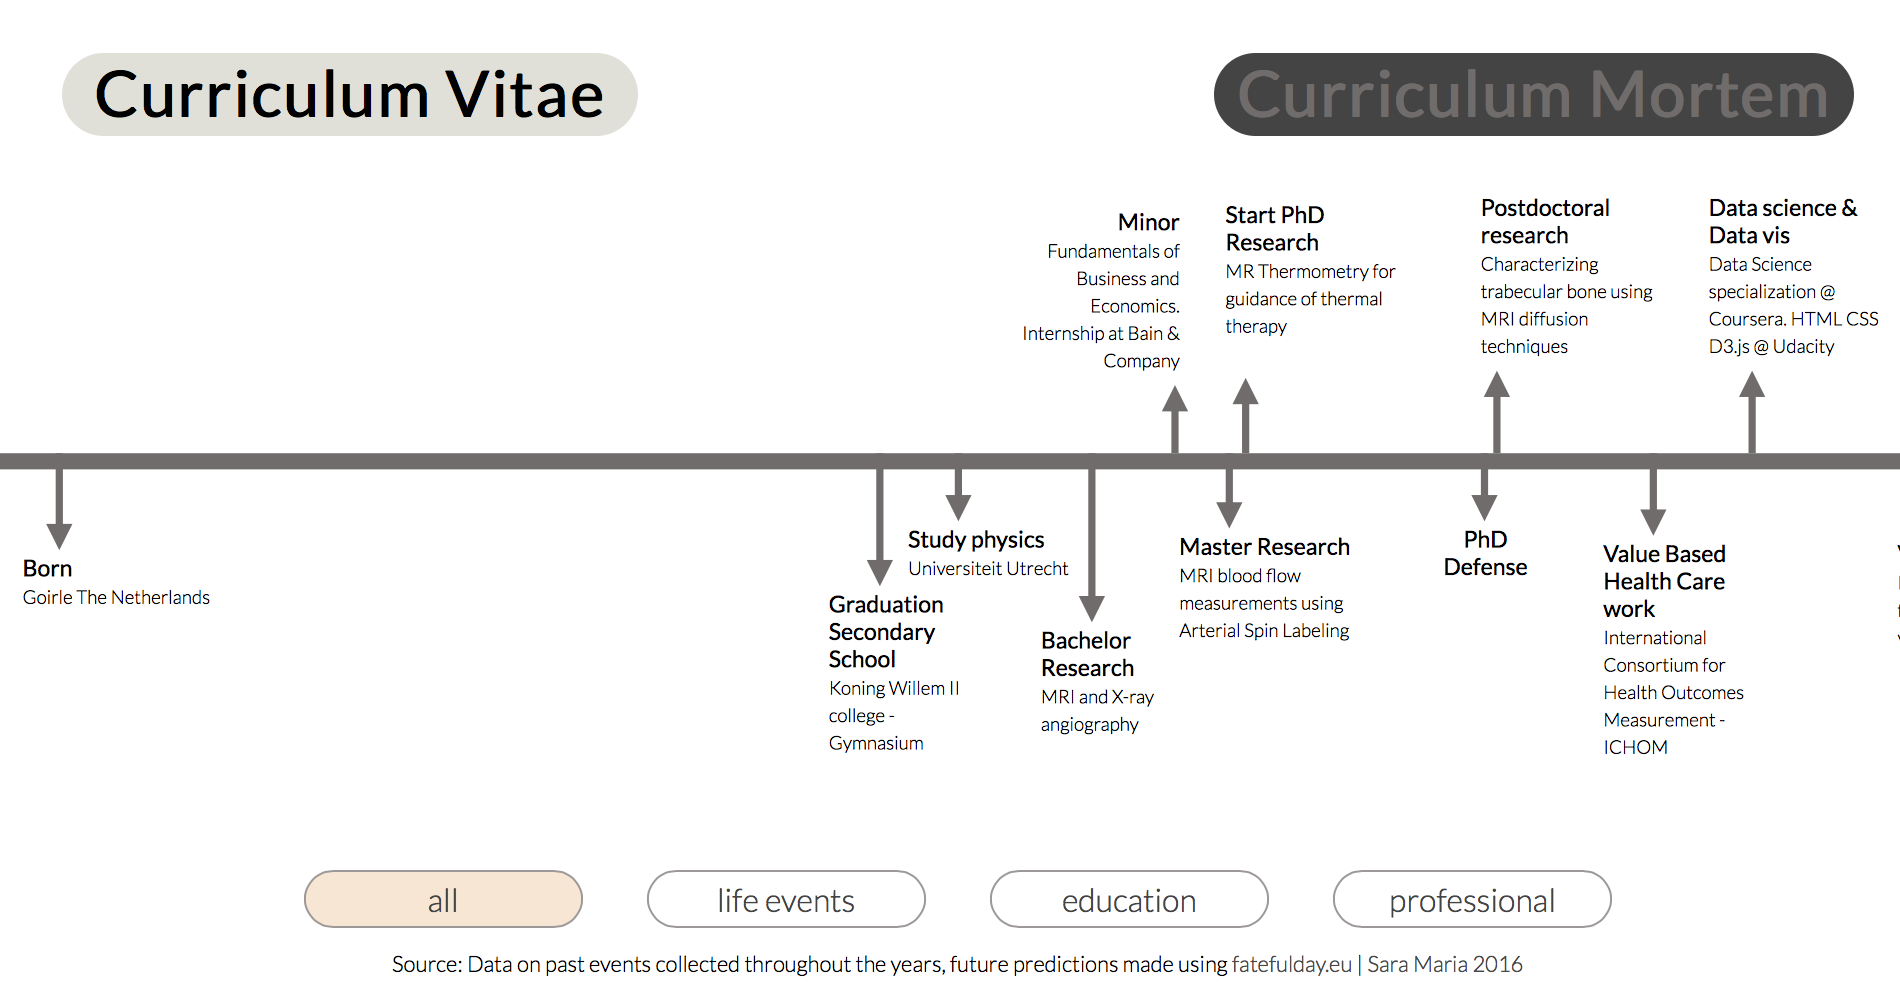 Curriculum Vitae
Curriculum Mortem
Minor
Fundamentals of
Business and
Economics.
Internship at Bain &
Company
Start PhD
Research
MR Thermometry for
guidance of thermal
therapy
Postdoctoral
research
Characterizing
trabecular bone using
MRI diffusion
techniques
Data science &
Data vis
Data Science
specialization @
Coursera. HTML CSS
D3.js @ Udacity
Born
Goirle The Netherlands
Graduation
Secondary
School
Koning Willem II
college -
Gymnasium
Study physics
Universiteit Utrecht
Bachelor
Research
MRI and X-ray
angiography
Master Research
MRI blood flow
measurements using
Arterial Spin Labeling
PhD
Defense
Value Based
Health Care
work
International
Consortium for
Health Outcomes
Measurement -
ICHOM
all
life events
education
professional
Source: Data on past events collected throughout the years, future predictions made using fatefulday.eu | Sara Maria 2016